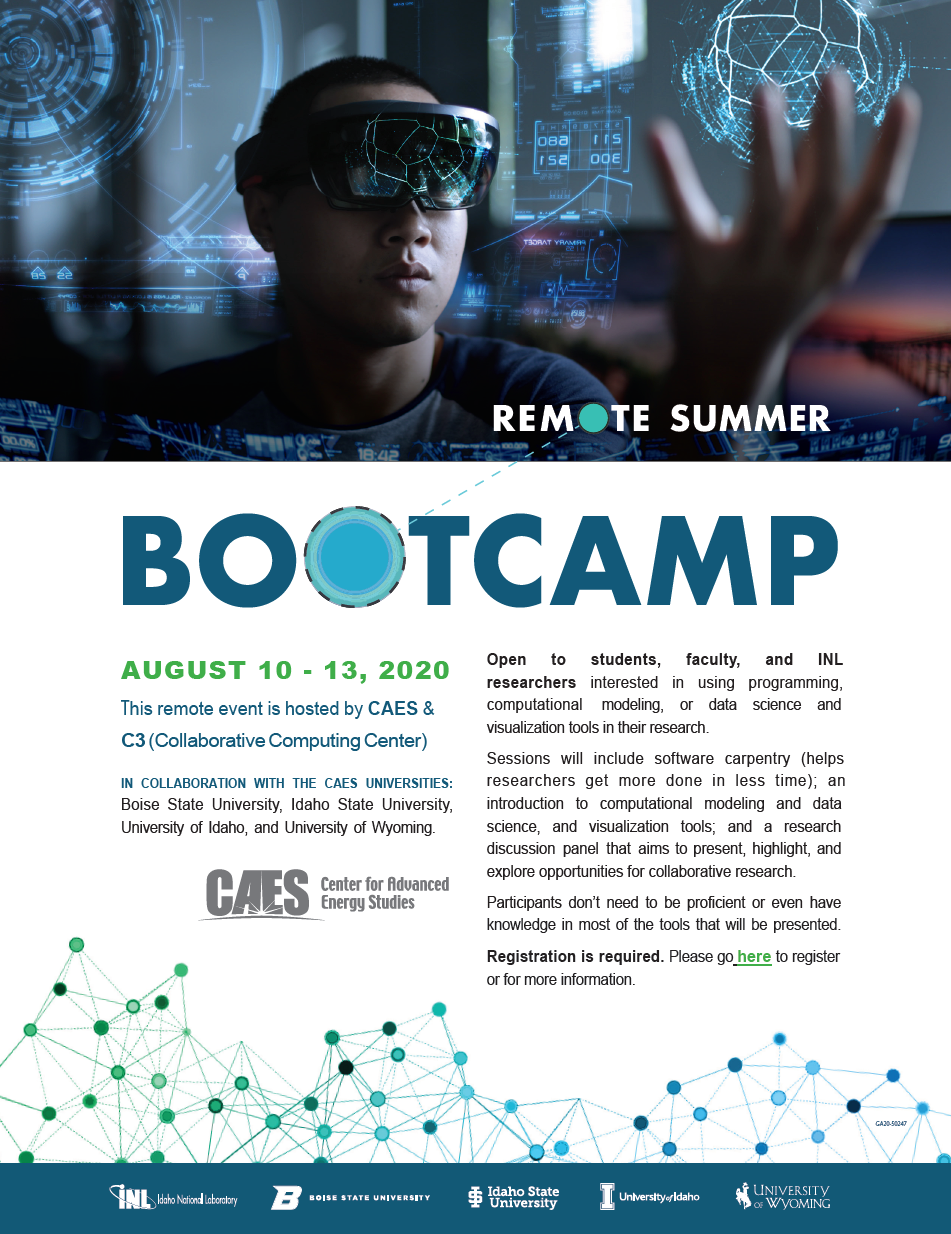 REMOTE SUMMER
BOOTCAMP
AUGUST 10 - 13, 2020
This remote event is hosted by CAES &
C3 (Collaborative Computing Center)
IN COLLABORATION WITH THE CAES UNIVERSITIES:
Boise State University, Idaho State University,
University of Idaho, and University of Wyoming.
CAES Center for Advanced
Energy Studies
Open to students, faculty, and INL
researchers interested in using programming,
computational modeling, or data science and
visualization tools in their research.
Sessions will include software carpentry (helps
researchers get more done in less time); an
introduction to computational modeling and data
science, and visualization tools; and a research
discussion panel that aims to present, highlight, and
explore opportunities for collaborative research.
Participants don't need to be proficient or even have
knowledge in most of the tools that will be presented.
Registration is required. Please go here to register
or for more information.
GA20-50247
INL Idaho National Laboratory
B BOISE STATE UNIVERSITY
Idaho State
University
I University of Idaho
UNIVERSITY
OF WYOMING